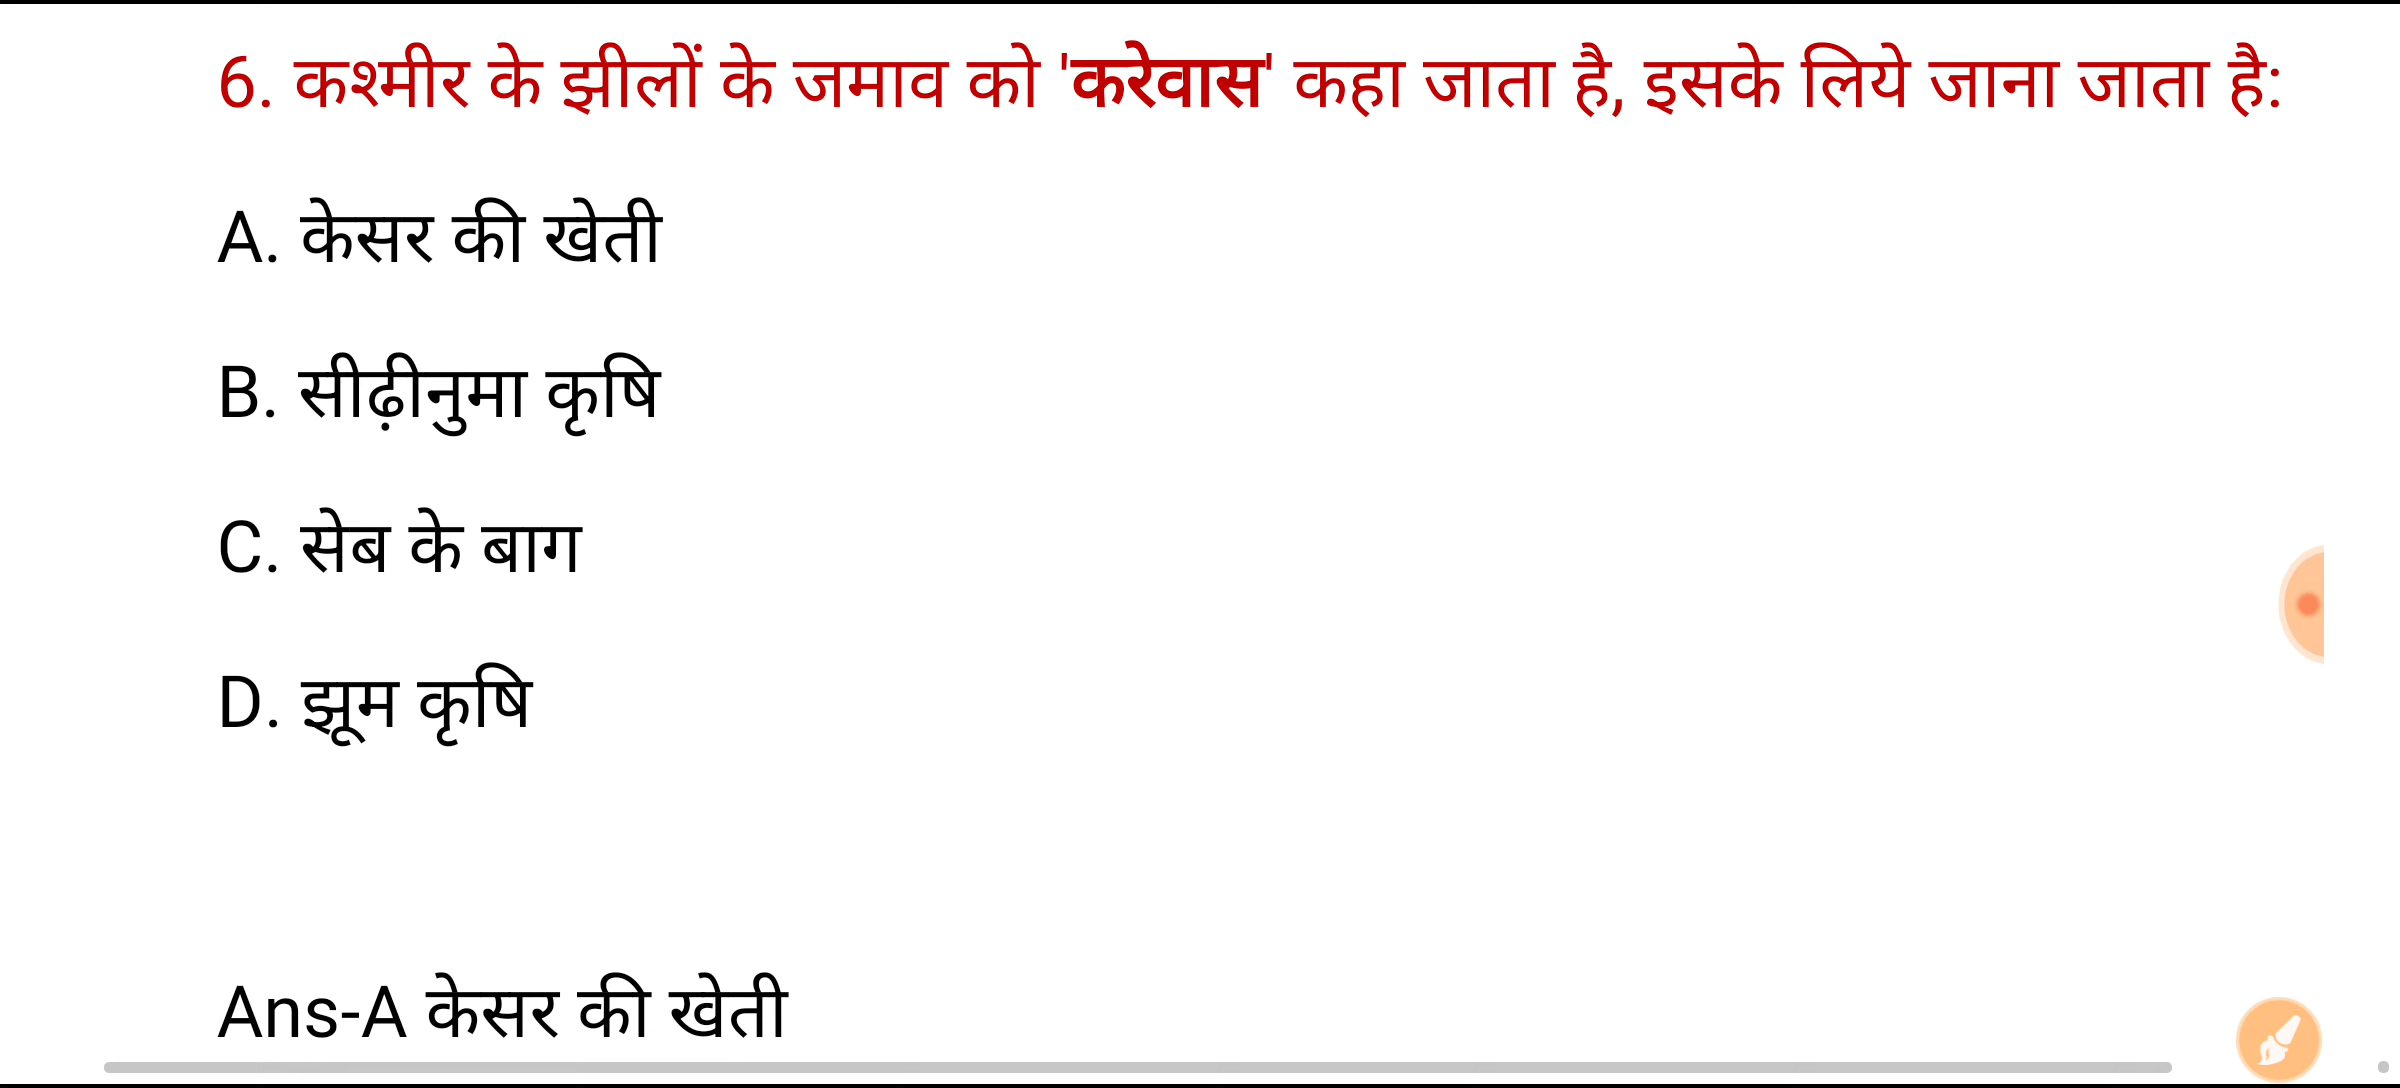 6. कश्मीर के झीलों के जमाव को 'करेवास' कहा जाता है, इसके लिये जाना जाता है:
A. केसर की खेती
B. सीढ़ीनुमा कृषि
C. सेब के बाग
D. झूम कृषि
Ans-A केसर की खेती